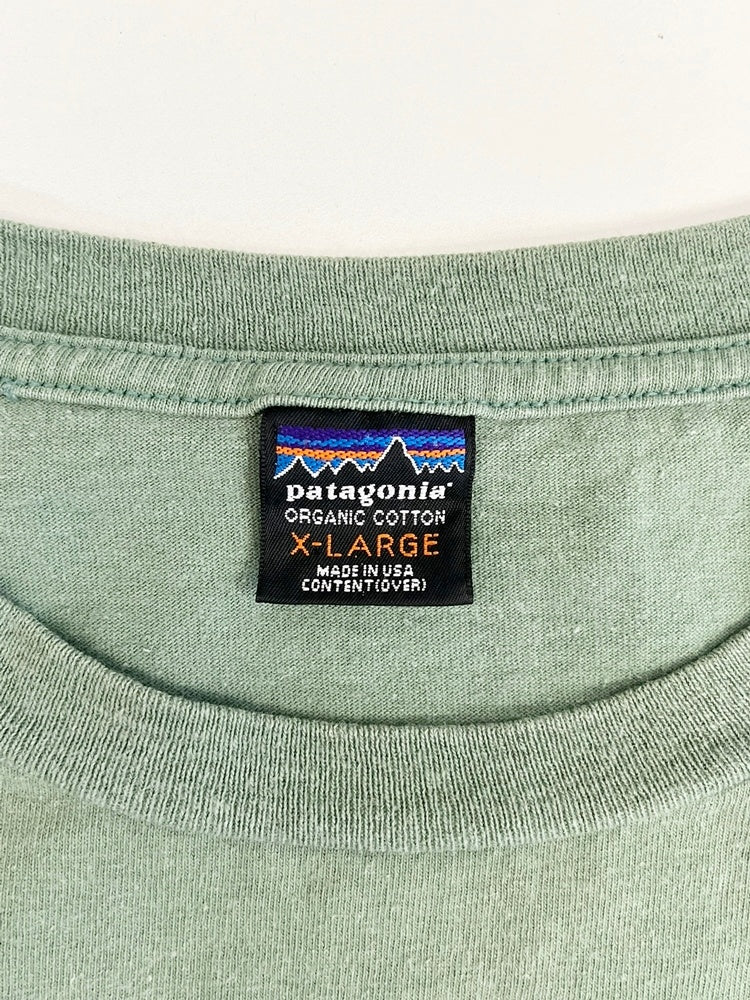 patagonia®
ORGANIC COTTON
X-LARGE
MADE IN USA
CONTENT(OVER)